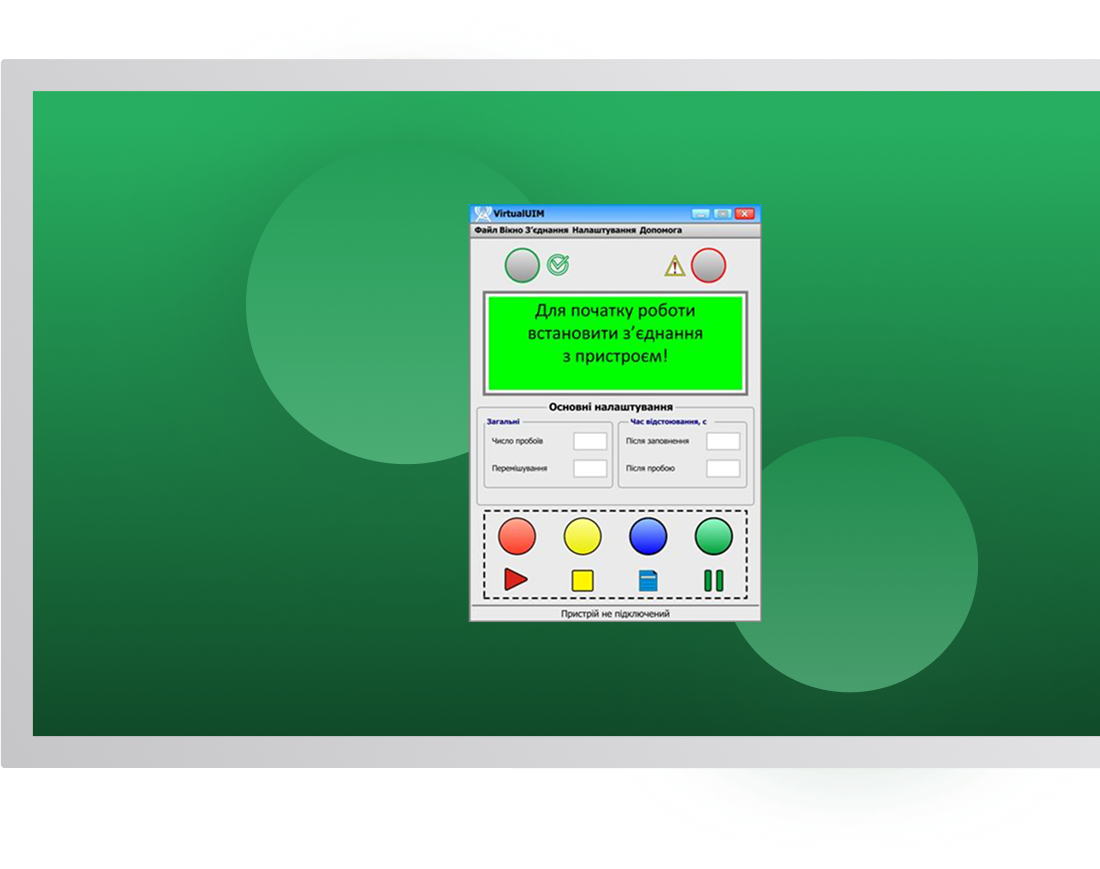 VirtualUIM
Файл Вікно З'єднання Налаштування Допомога
Для початку роботи
встановити з'єднання
з пристроєм!
Основні налаштування
Загальні
Число пробоїв
Перемішування
Час відстоювання, с
Після заповнення
Після пробою
Пристрій не підключений